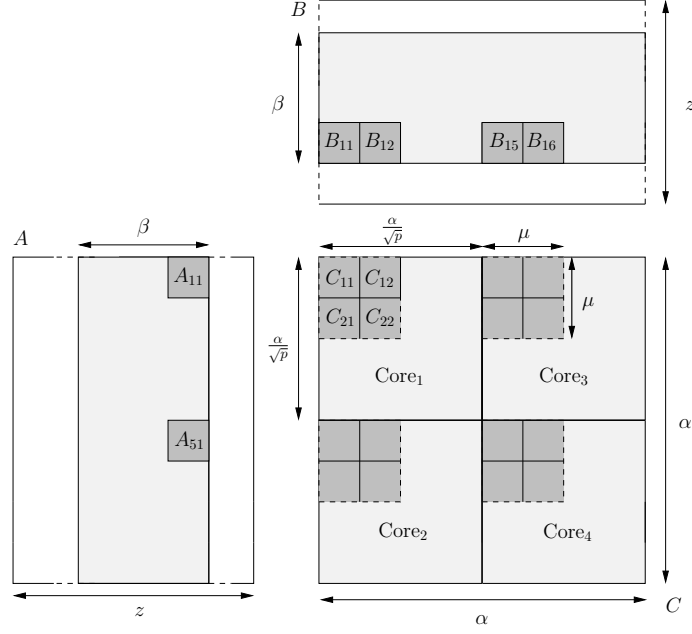 B
β
z
B₁₁ B₁₂ B₁₅ B₁₆
A
β
α/√p
μ
A₁₁
C₁₁ C₁₂
C₂₁ C₂₂
μ
α/√p
Core₁ Core₃
α
A₅₁
Core₂ Core₄
z
α
C